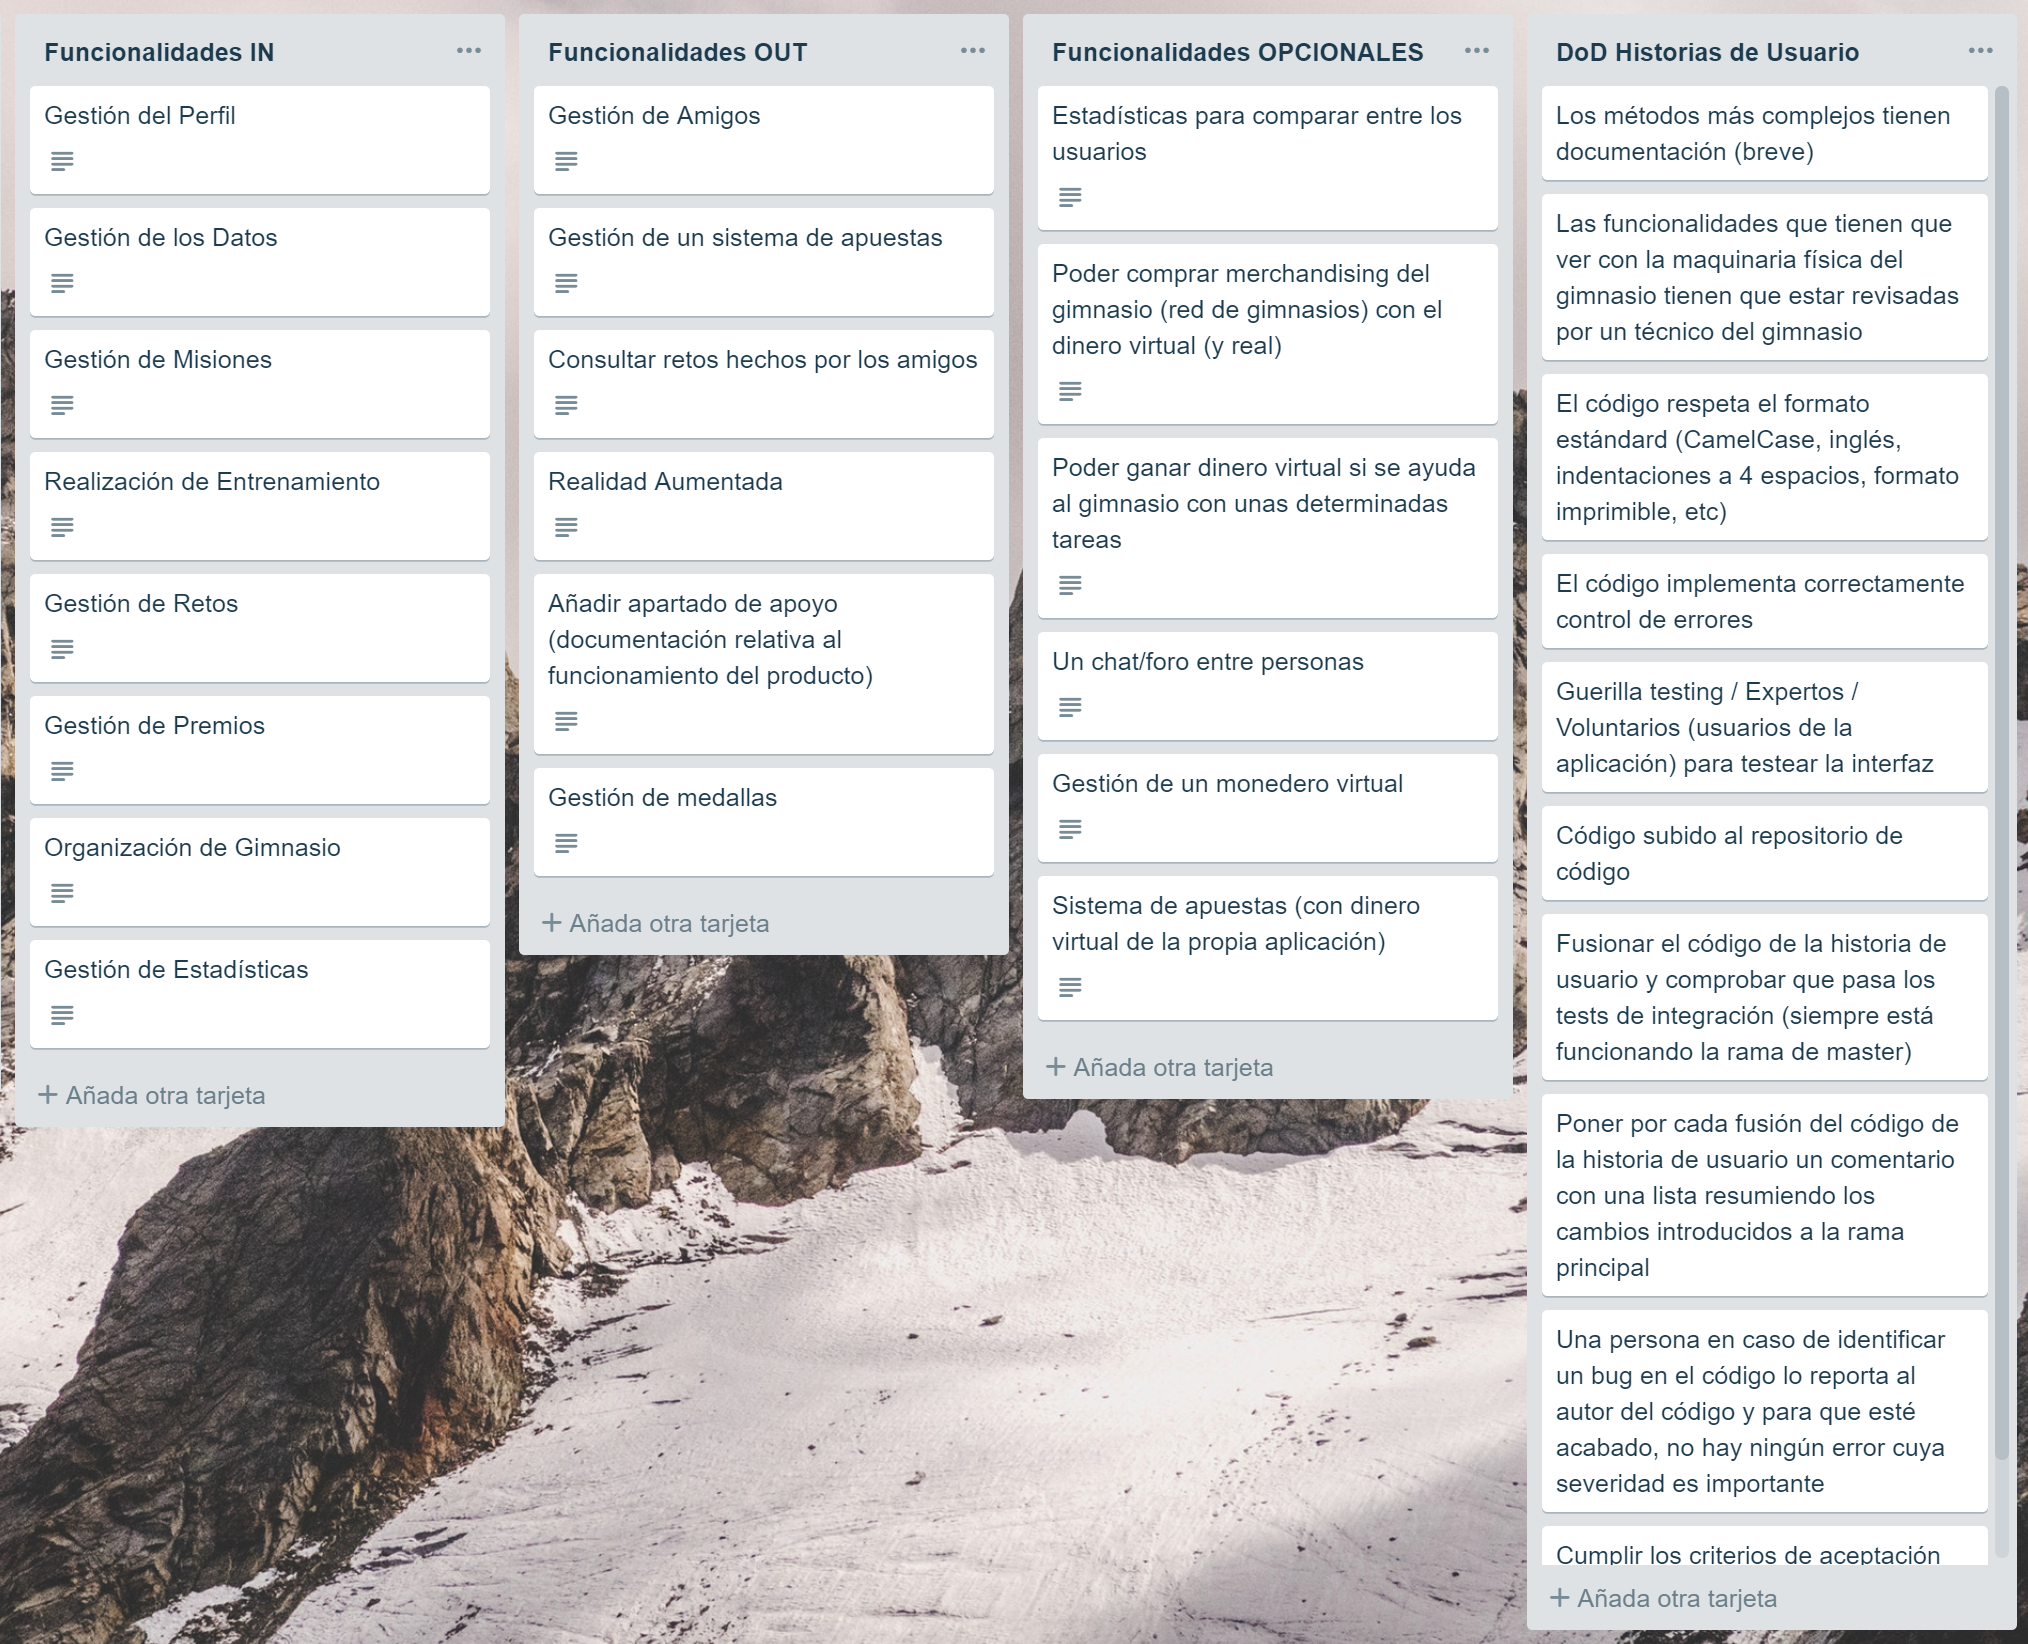 Funcionalidades IN
Gestión del Perfil
Gestión de los Datos
Gestión de Misiones
Realización de Entrenamiento
Gestión de Retos
Gestión de Premios
Organización de Gimnasio
Gestión de Estadísticas
+ Añada otra tarjeta
Funcionalidades OUT
Gestión de Amigos
Gestión de un sistema de apuestas
Consultar retos hechos por los amigos
Realidad Aumentada
Añadir apartado de apoyo
(documentación relativa al
funcionamiento del producto)
Gestión de medallas
+ Añada otra tarjeta
Funcionalidades OPCIONALES
Estadísticas para comparar entre los
usuarios
Poder comprar merchandising del
gimnasio (red de gimnasios) con el
dinero virtual (y real)
Poder ganar dinero virtual si se ayuda
al gimnasio con unas determinadas
tareas
Un chat/foro entre personas
Gestión de un monedero virtual
Sistema de apuestas (con dinero
virtual de la propia aplicación)
+ Añada otra tarjeta
DoD Historias de Usuario
Los métodos más complejos tienen
documentación (breve)
Las funcionalidades que tienen que
ver con la maquinaria física del
gimnasio tienen que estar revisadas
por un técnico del gimnasio
El código respeta el formato
estándard (CamelCase, inglés,
indentaciones a 4 espacios, formato
imprimible, etc)
El código implementa correctamente
control de errores
Guerilla testing / Expertos /
Voluntarios (usuarios de la
aplicación) para testear la interfaz
Código subido al repositorio de
código
Fusionar el código de la historia de
usuario y comprobar que pasa los
tests de integración (siempre está
funcionando la rama de master)
Poner por cada fusión del código de
la historia de usuario un comentario
con una lista resumiendo los
cambios introducidos a la rama
principal
Una persona en caso de identificar
un bug en el código lo reporta al
autor del código y para que esté
acabado, no hay ningún error cuya
severidad es importante
Cumplir los criterios de aceptación
+ Añada otra tarjeta